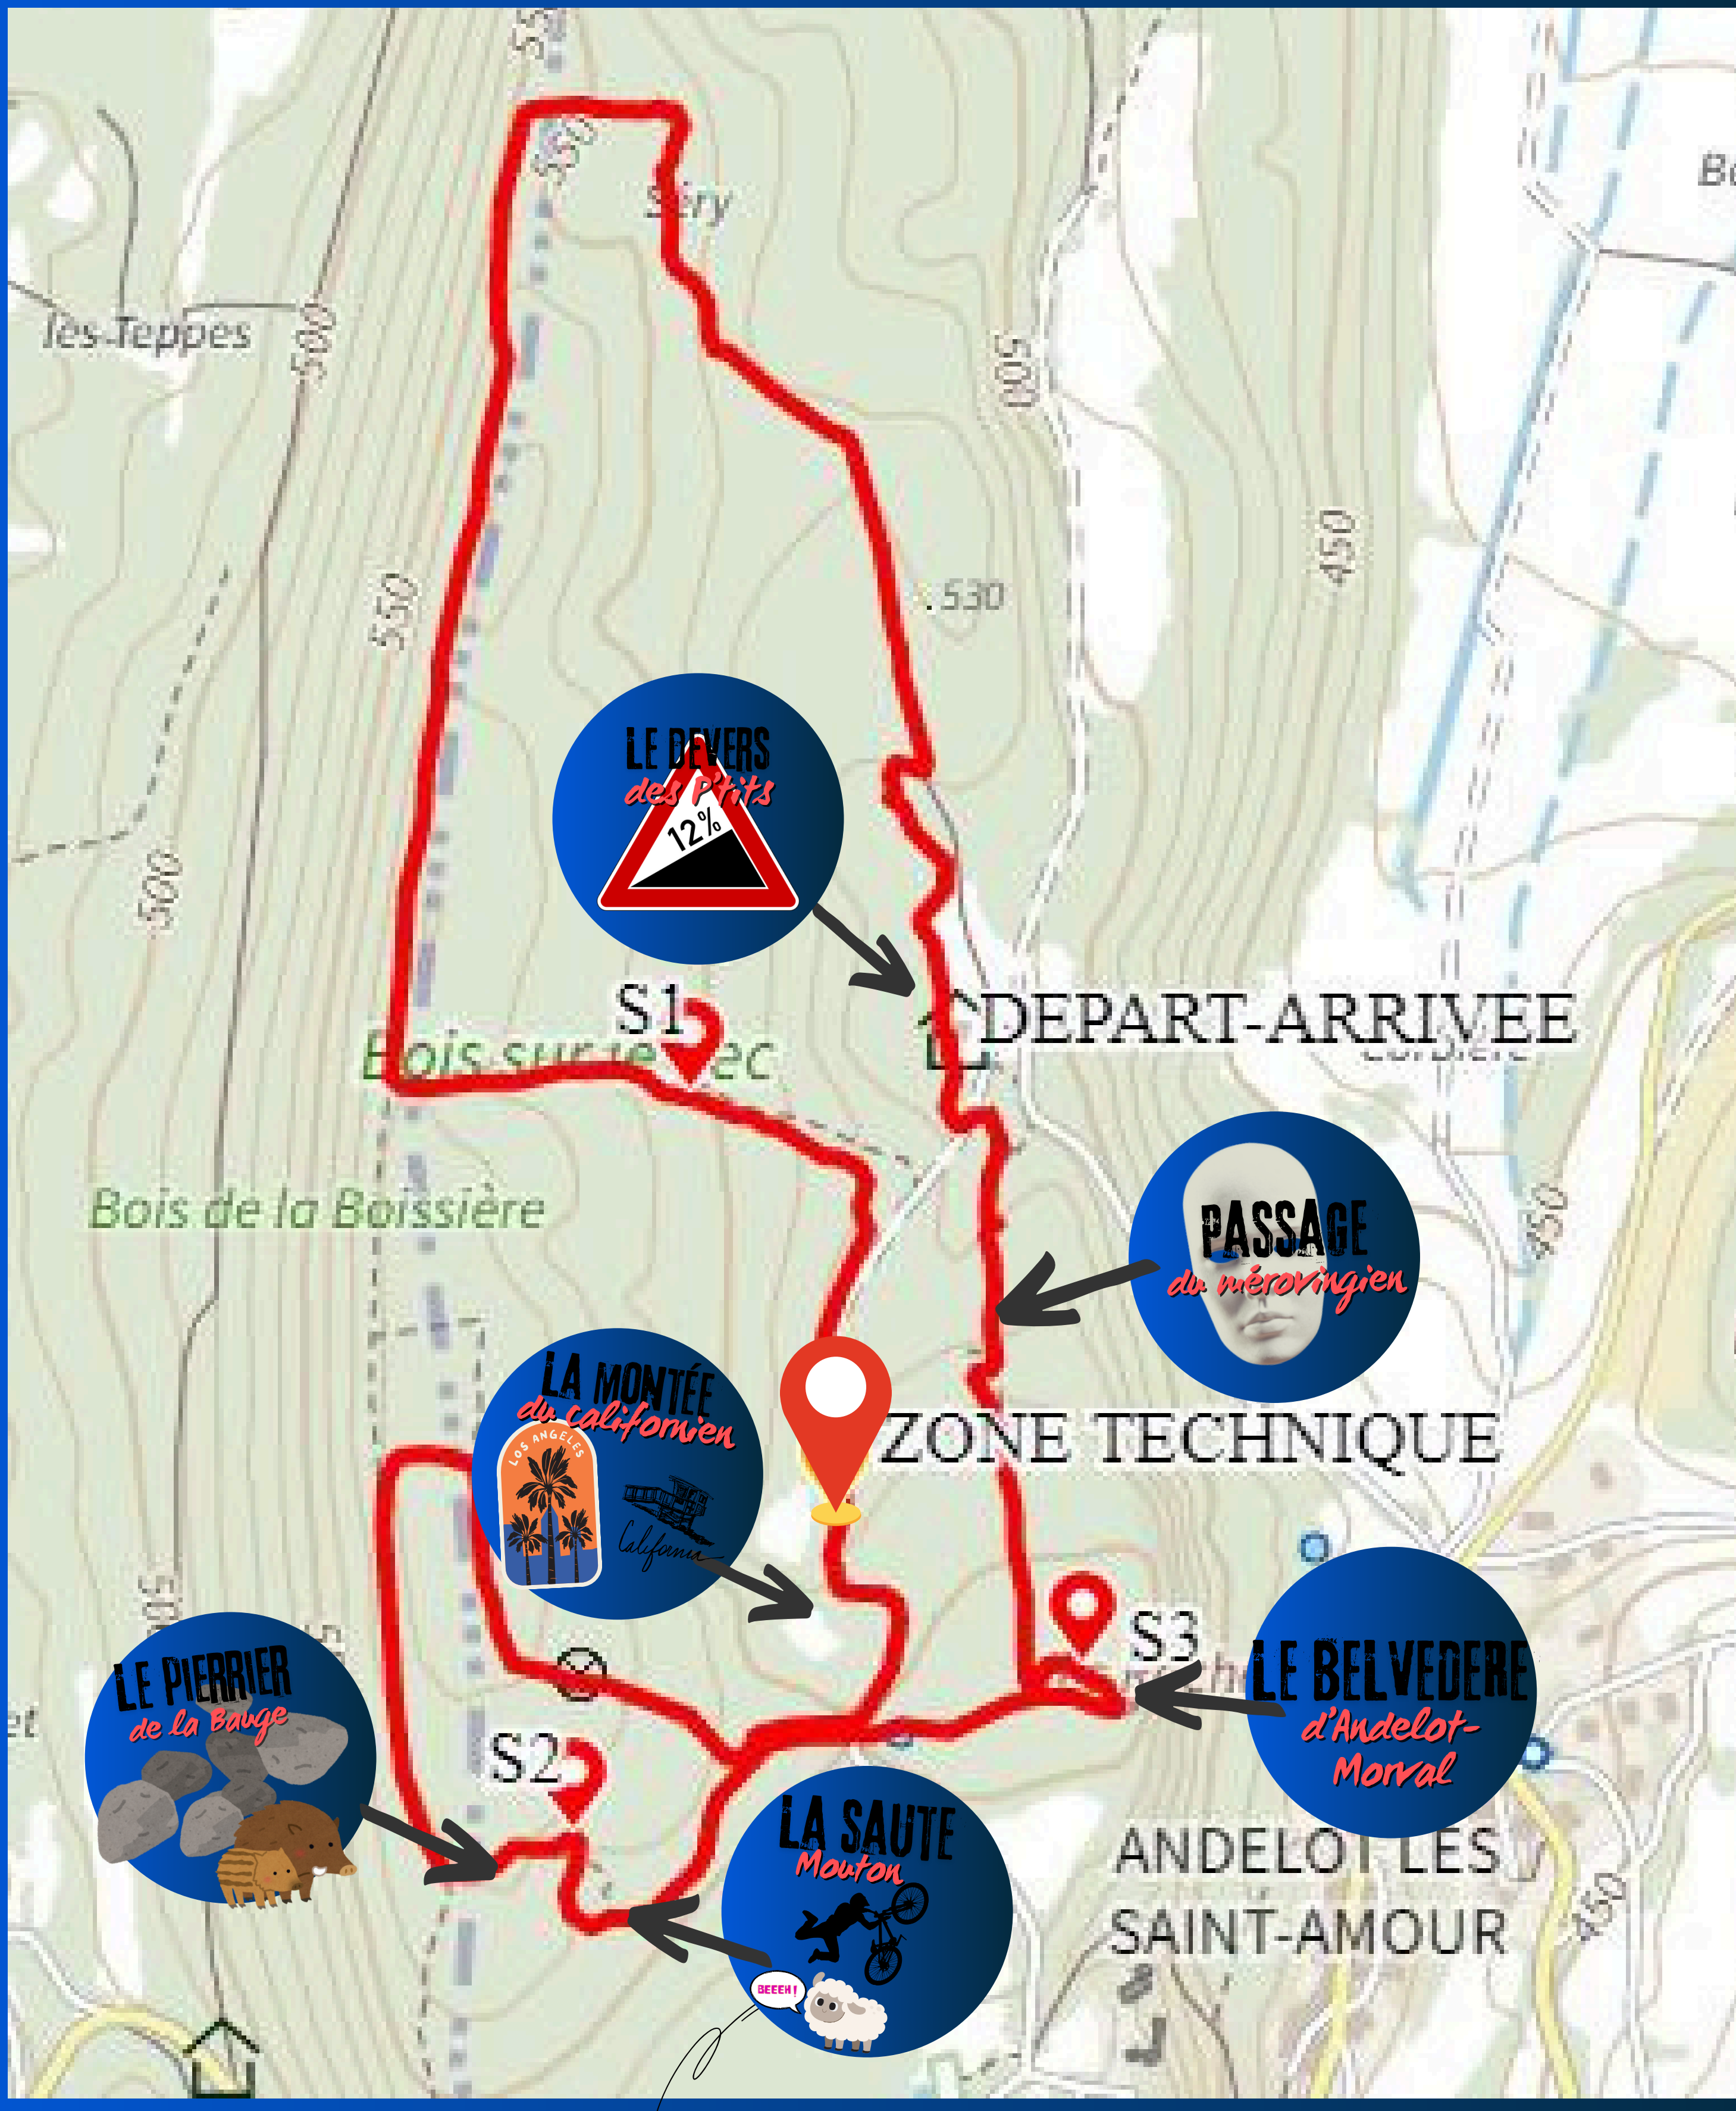 550
Séry
les Teppes
500
500
550
450
530
LE DEVERS
des P'tits
12%
500
S1
DEPART-ARRIVEE
Bois de la Boissière
450
PASSAGE
du mérovingien
LA MONTÉE
du californien
LOS ANGELES
California
ZONE TECHNIQUE
S3
LE BELVEDERE
d'Andelot-
Morval
LE PIERRIER
de la Bauge
S2
LA SAUTE
Mouton
BEEEH!
ANDELOT LES
SAINT-AMOUR
450